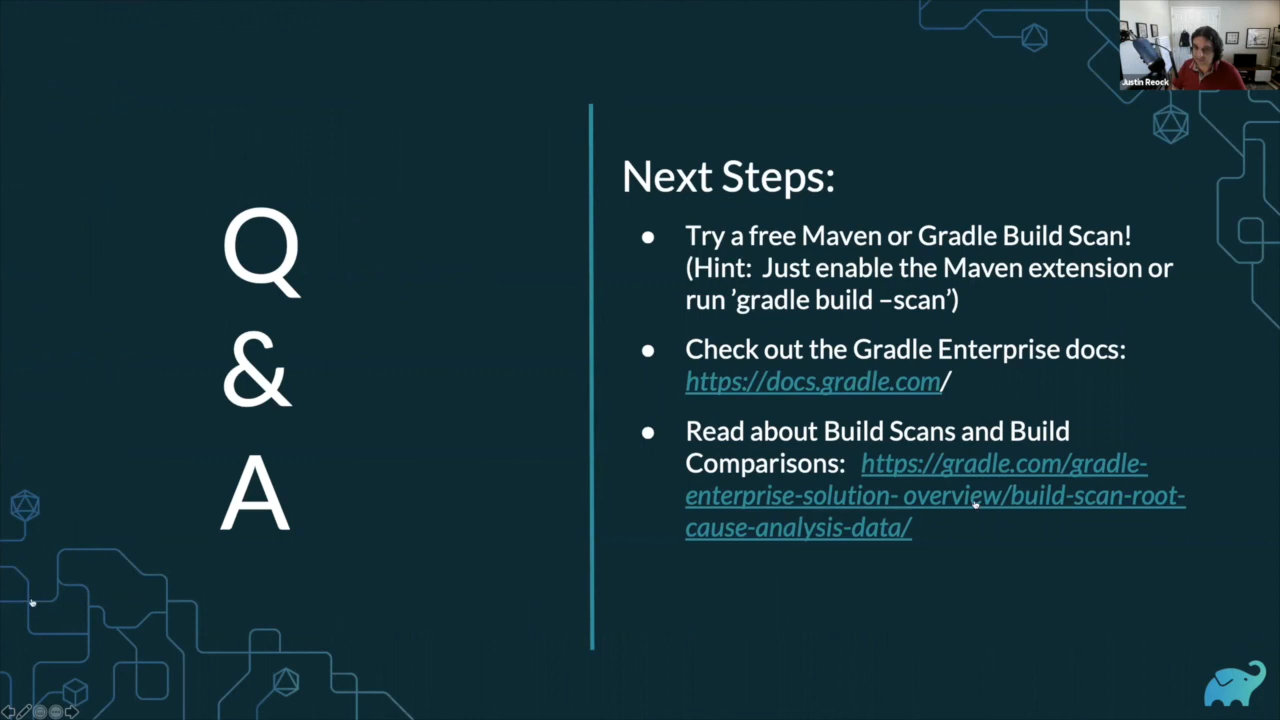 Justin Reock
Q
&
A
Next Steps:
● Try a free Maven or Gradle Build Scan!
(Hint: Just enable the Maven extension or
run ’gradle build –scan’)
● Check out the Gradle Enterprise docs:
https://docs.gradle.com/
● Read about Build Scans and Build
Comparisons: https://gradle.com/gradle-
enterprise-solution- overview/build-scan-root-
cause-analysis-data/